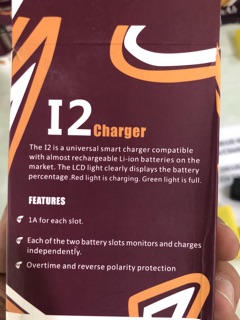 I2 Charger
The I2 is a universal smart charger compatible
with almost rechargeable Li-ion batteries on the
market. The LCD light clearly displays the battery
percentage .Red light is charging. Green light is full.
FEATURES
1A for each slot.
Each of the two battery slots monitors and charges
independently.
Overtime and reverse polarity protection